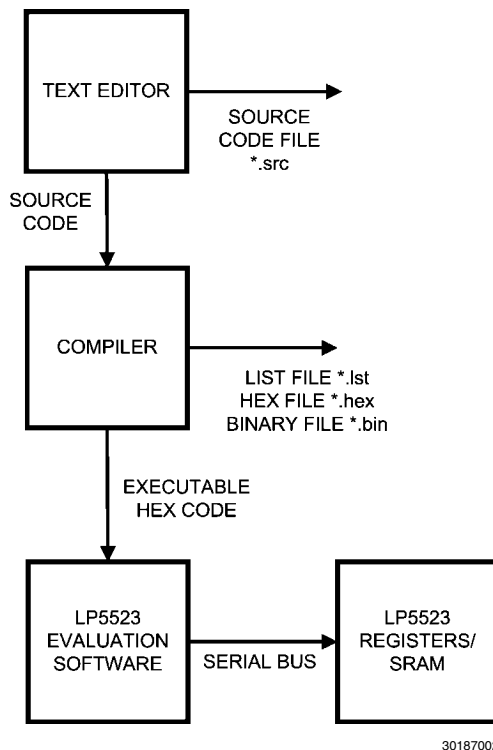 TEXT EDITOR
SOURCE
CODE FILE
*.src
SOURCE
CODE
COMPILER
LIST FILE *.lst
HEX FILE *.hex
BINARY FILE *.bin
EXECUTABLE
HEX CODE
LP5523
EVALUATION
SOFTWARE
SERIAL BUS
LP5523
REGISTERS/
SRAM